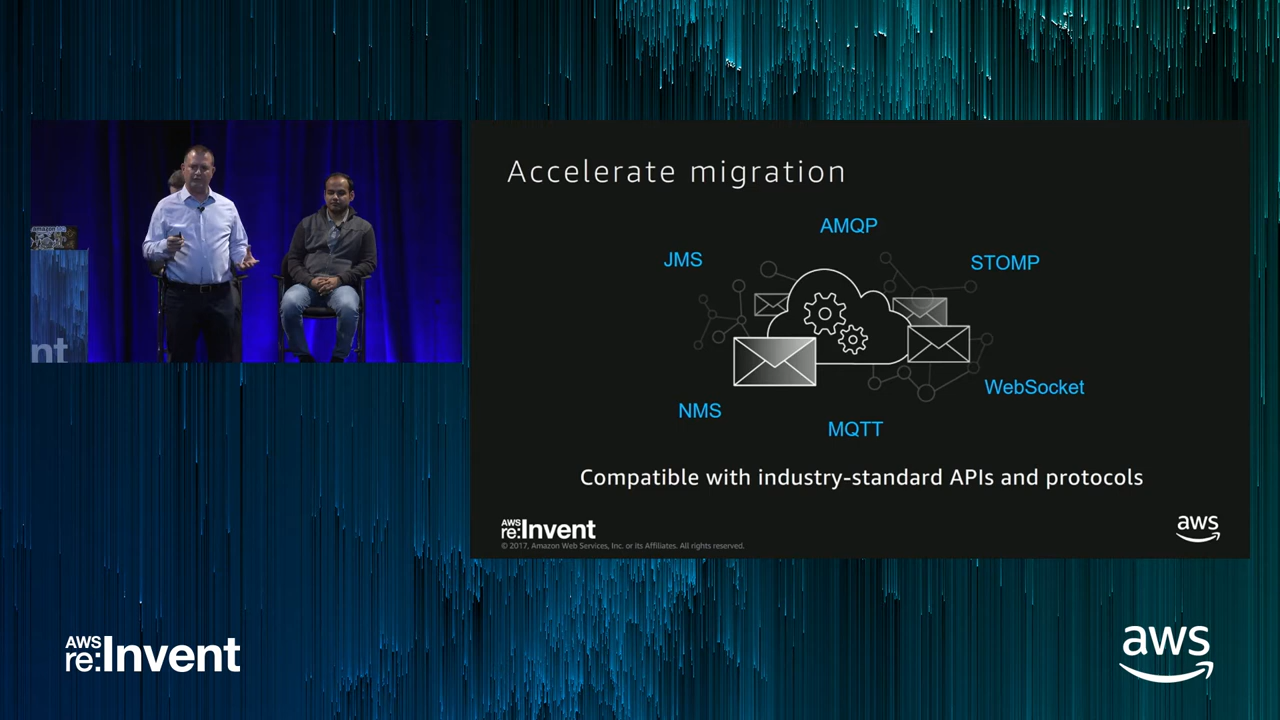 Accelerate migration
AMQP
JMS
STOMP
WebSocket
NMS
MQTT
Compatible with industry-standard APIs and protocols
AWS
re:Invent
© 2017, Amazon Web Services, Inc. or its Affiliates. All rights reserved.
aws
nt
AWS
re:Invent
aws